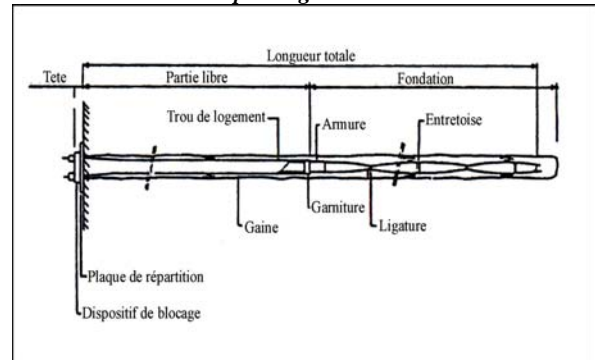 Longueur totale
Tete Partie libre Fondation
Trou de logement Armure Entretoise
Garniture
Gaine Ligature
Plaque de répartition
Dispositif de blocage